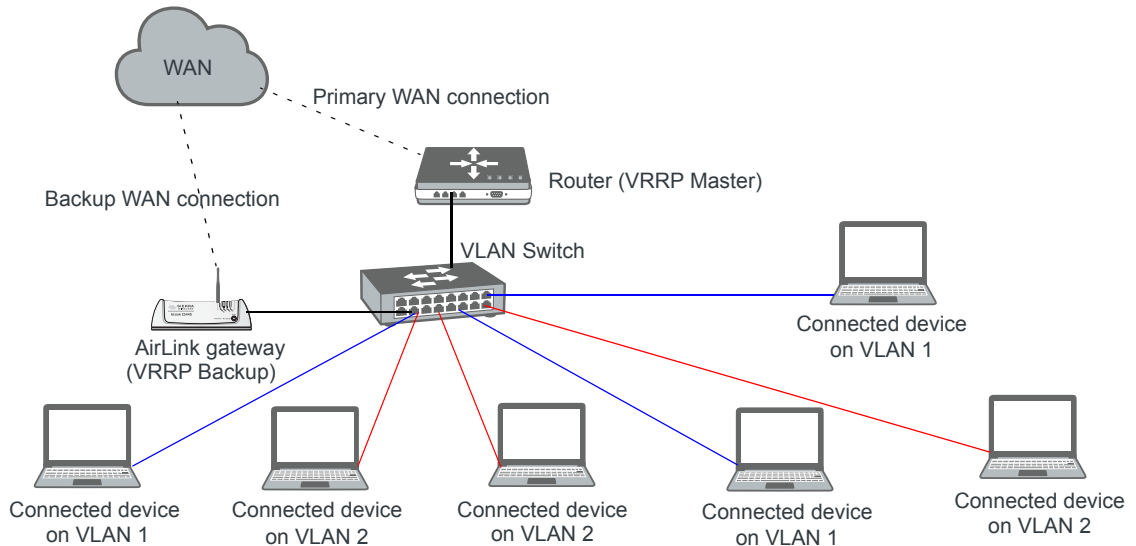 WAN
Primary WAN connection
Router (VRRP Master)
Backup WAN connection
VLAN Switch
AirLink gateway
(VRRP Backup)
Connected device
on VLAN 1
Connected device
on VLAN 1
Connected device
on VLAN 2
Connected device
on VLAN 2
Connected device
on VLAN 1
Connected device
on VLAN 2